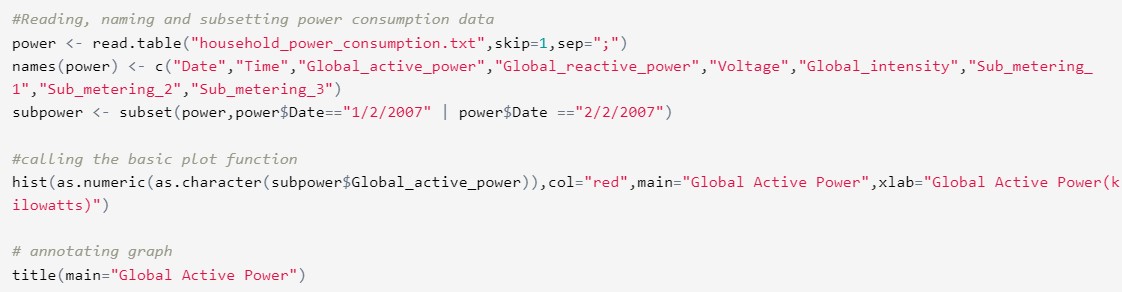 #Reading, naming and subsetting power consumption data
power <- read.table("household_power_consumption.txt",skip=1,sep=";")
names(power) <- c("Date","Time","Global_active_power","Global_reactive_power","Voltage","Global_intensity","Sub_metering_
1","Sub_metering_2","Sub_metering_3")
subpower <- subset(power,power$Date=="1/2/2007" | power$Date =="2/2/2007")
#calling the basic plot function
hist(as.numeric(as.character(subpower$Global_active_power)),col="red",main="Global Active Power",xlab="Global Active Power(k
ilowatts)")
# annotating graph
title(main="Global Active Power")